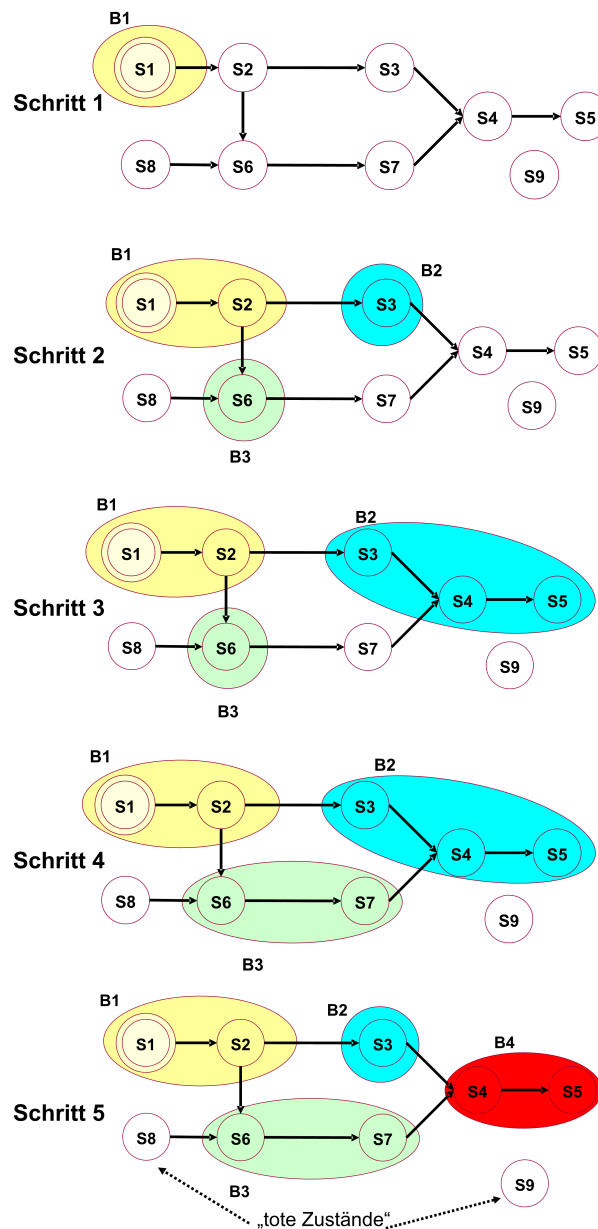 B1
S1 S2 S3
Schritt 1
S4 S5
S8 S6 S7
S9
B1
B2
S1 S2 S3
Schritt 2
S4 S5
S8 S6 S7
S9
B3
B1
B2
S1 S2 S3
Schritt 3
S4 S5
S8 S6 S7
S9
B3
B1
B2
S1 S2 S3
Schritt 4
S4 S5
S8 S6 S7
S9
B3
B1
B2
B4
S1 S2 S3
Schritt 5
S4 S5
S8 S6 S7
S9
B3
„tote Zustände“